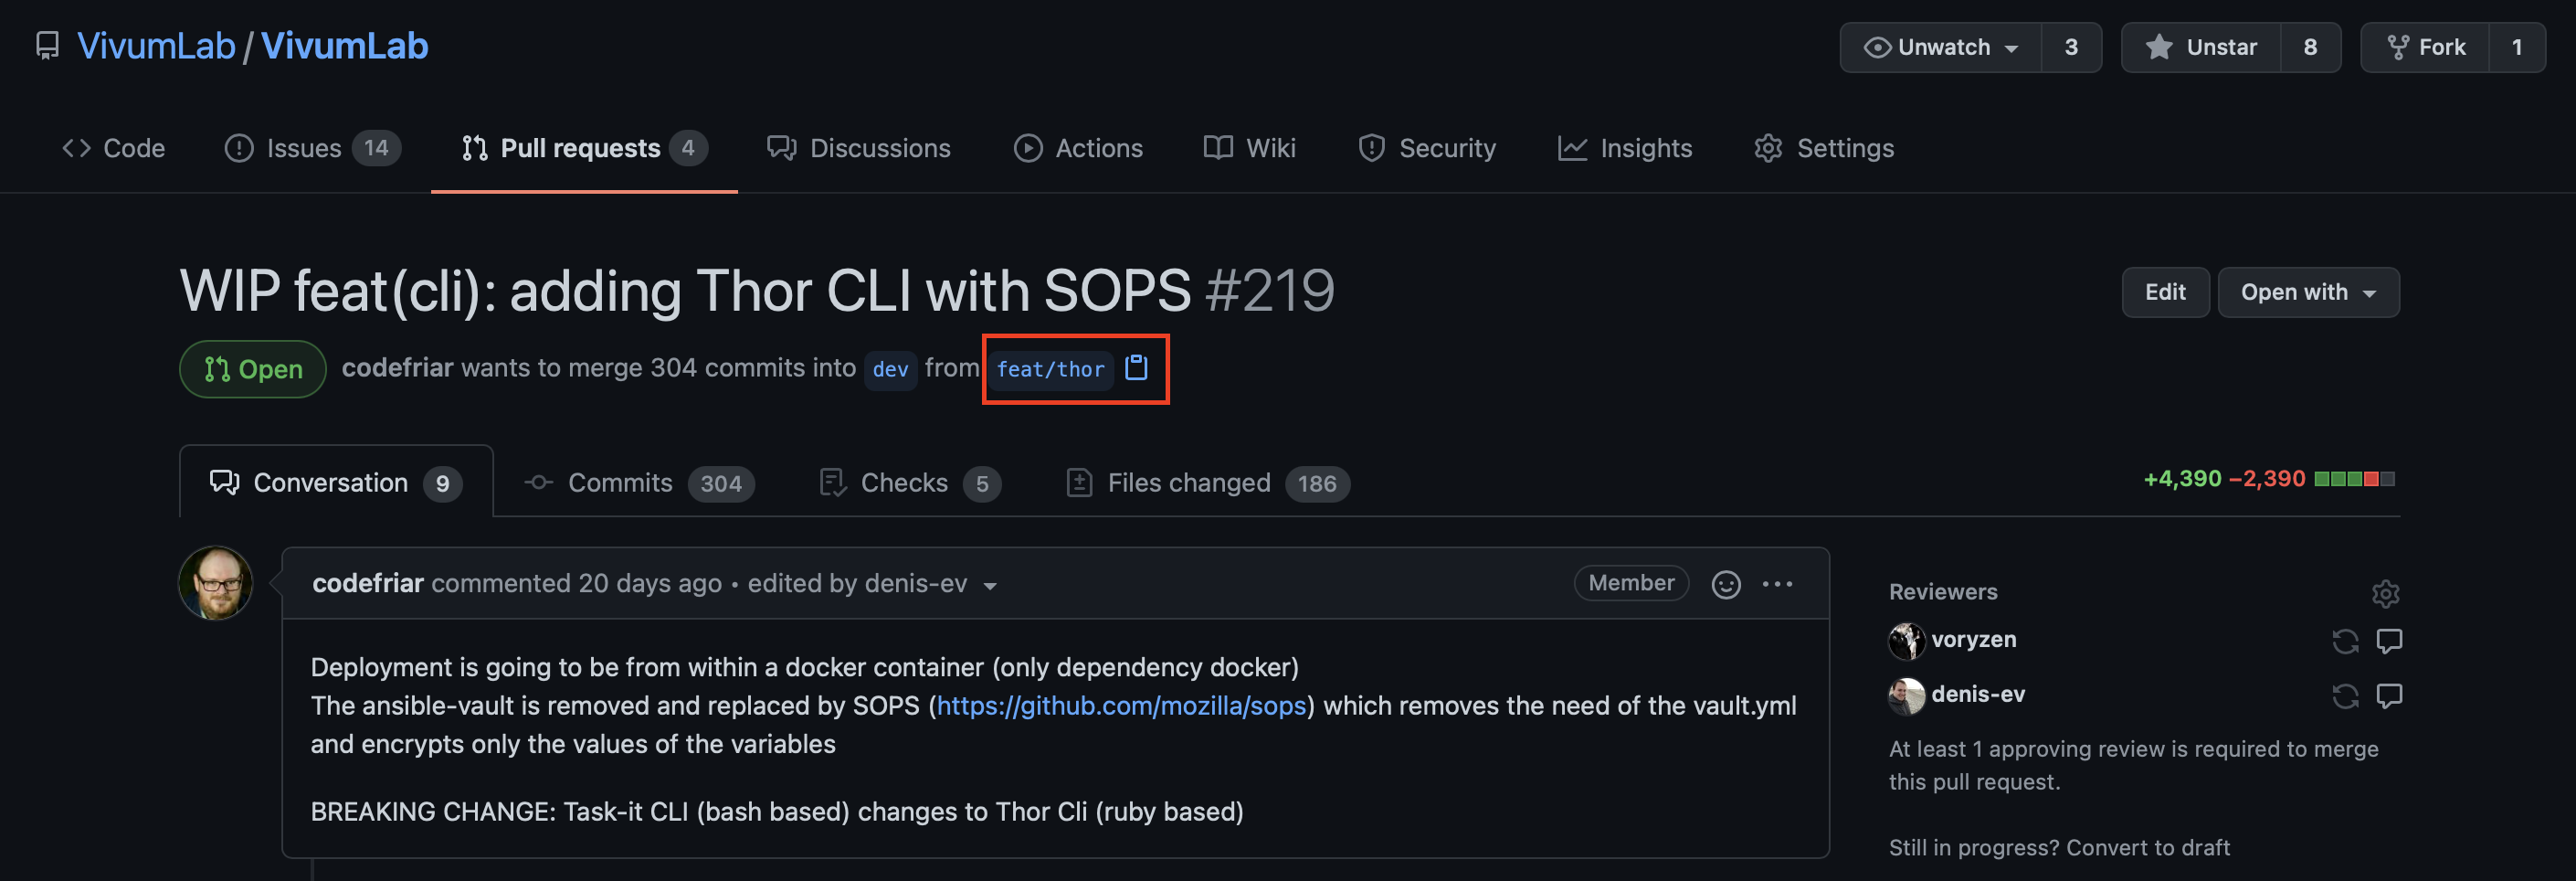 VivumLab / VivumLab
Unwatch 3
Unstar 8
Fork 1
Code
Issues 14
Pull requests 4
Discussions
Actions
Wiki
Security
Insights
Settings
WIP feat(cli): adding Thor CLI with SOPS #219
Edit
Open with
Open
codefriar wants to merge 304 commits into dev from feat/thor
Conversation 9
Commits 304
Checks 5
Files changed 186
+4,390 −2,390
codefriar commented 20 days ago • edited by denis-ev
Member
Deployment is going to be from within a docker container (only dependency docker)
The ansible-vault is removed and replaced by SOPS (https://github.com/mozilla/sops) which removes the need of the vault.yml
and encrypts only the values of the variables
BREAKING CHANGE: Task-it CLI (bash based) changes to Thor Cli (ruby based)
Reviewers
voryzen
denis-ev
At least 1 approving review is required to merge
this pull request.
Still in progress? Convert to draft